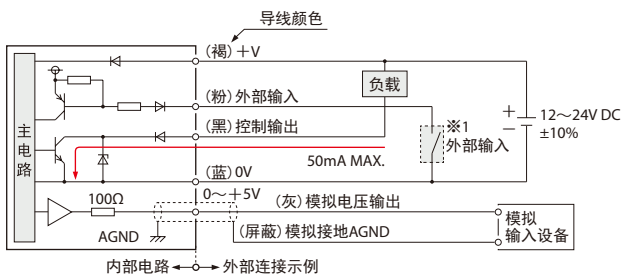 导线颜色
(褐)+V
负载
(粉)外部输入
主电路
(黑)控制输出
※1
外部输入
12～24V DC
±10%
50mA MAX.
(蓝)0V
0～+5V
100Ω
(灰)模拟电压输出
模拟
输入设备
(屏蔽)模拟接地AGND
AGND
内部电路
外部连接示例